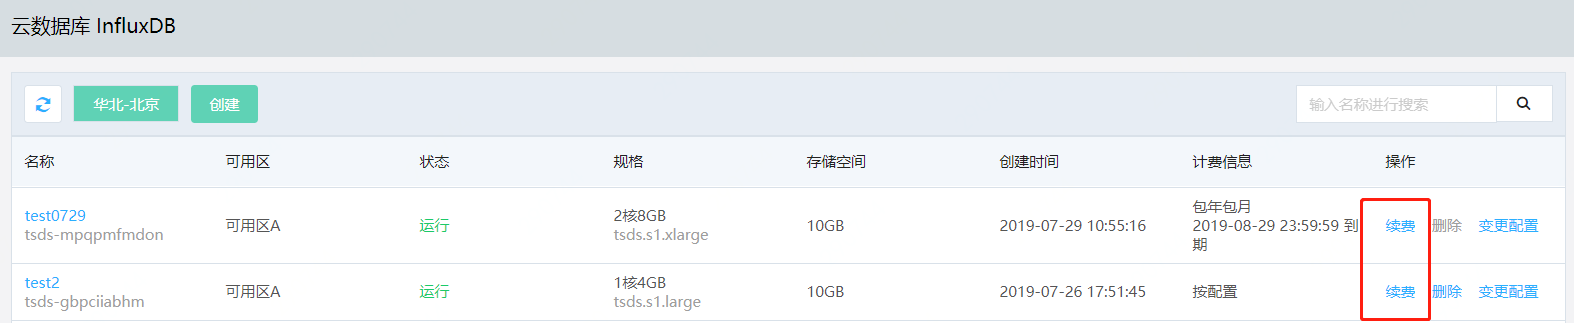 云数据库 InfluxDB
华北-北京 创建 输入名称进行搜索
名称 可用区 状态 规格 存储空间 创建时间 计费信息 操作
test0729 可用区A 运行 2核8GB 10GB 2019-07-29 10:55:16 包年包月 续费 删除 变更配置
tsds-mpqpmfmdon tsds.s1.xlarge 2019-08-29 23:59:59 到
期
test2 可用区A 运行 1核4GB 10GB 2019-07-26 17:51:45 按配置 续费 删除 变更配置
tsds-gbpciiabhm tsds.s1.large